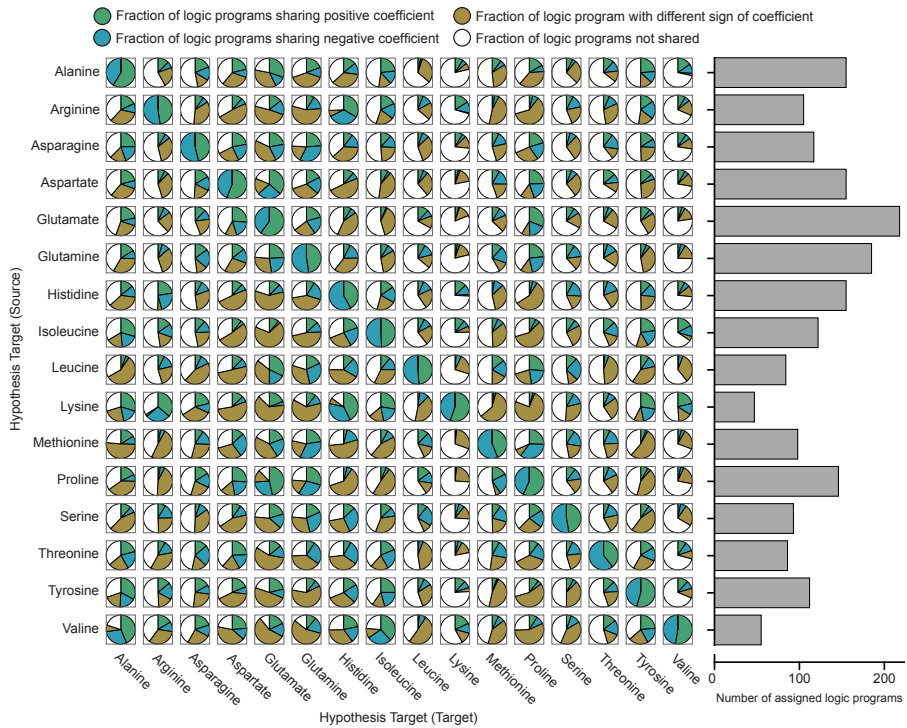 Fraction of logic programs sharing positive coefficient
Fraction of logic program with different sign of coefficient
Fraction of logic programs sharing negative coefficient
Fraction of logic programs not shared
Hypothesis Target (Source)
Alanine
Arginine
Asparagine
Aspartate
Glutamate
Glutamine
Histidine
Isoleucine
Leucine
Lysine
Methionine
Proline
Serine
Threonine
Tyrosine
Valine
Alanine
Arginine
Asparagine
Aspartate
Glutamate
Glutamine
Histidine
Isoleucine
Leucine
Lysine
Methionine
Proline
Serine
Threonine
Tyrosine
Valine
Hypothesis Target (Target)
0 100 200
Number of assigned logic programs